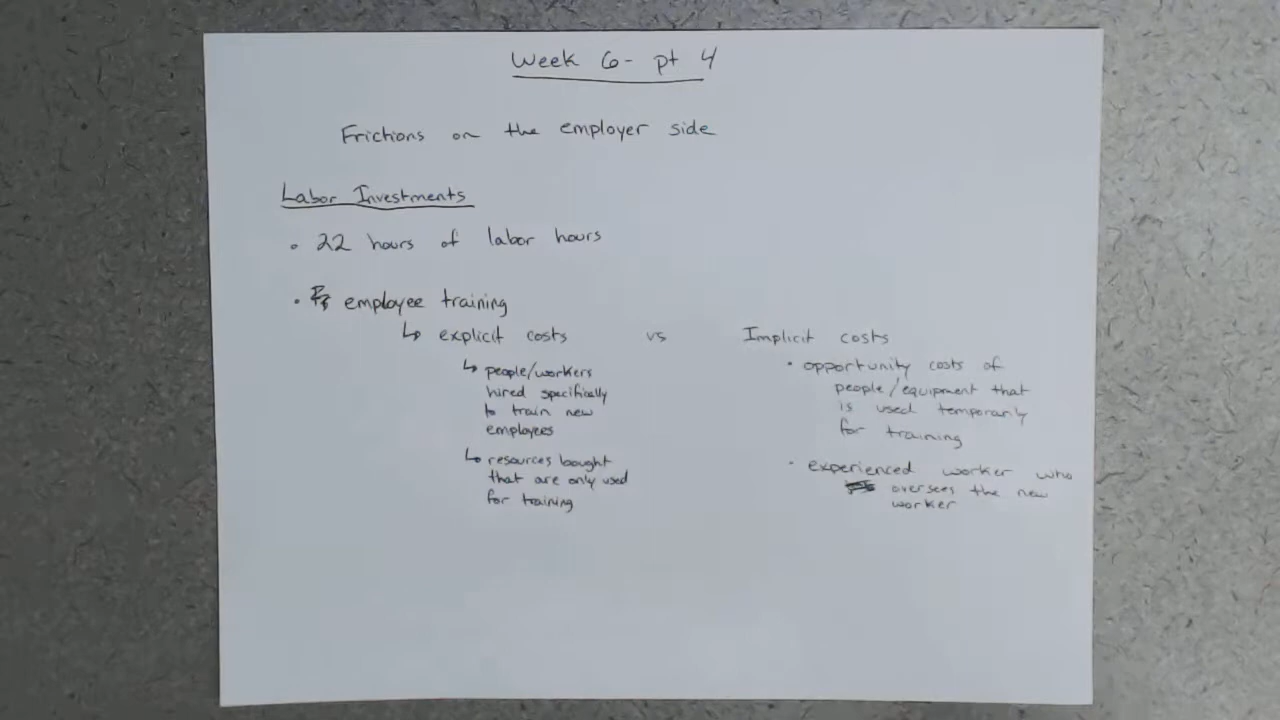 Week 6- pt 4
Frictions on the employer side
Labor Investments
• 22 hours of labor hours
• employee training
↳ explicit costs vs Implicit costs
↳ people/workers
hired specifically
to train new
employees
↳ resources bought
that are only used
for training
• opportunity costs of
people/equipment that
is used temporarily
for training
• experienced worker who
oversees the new
worker